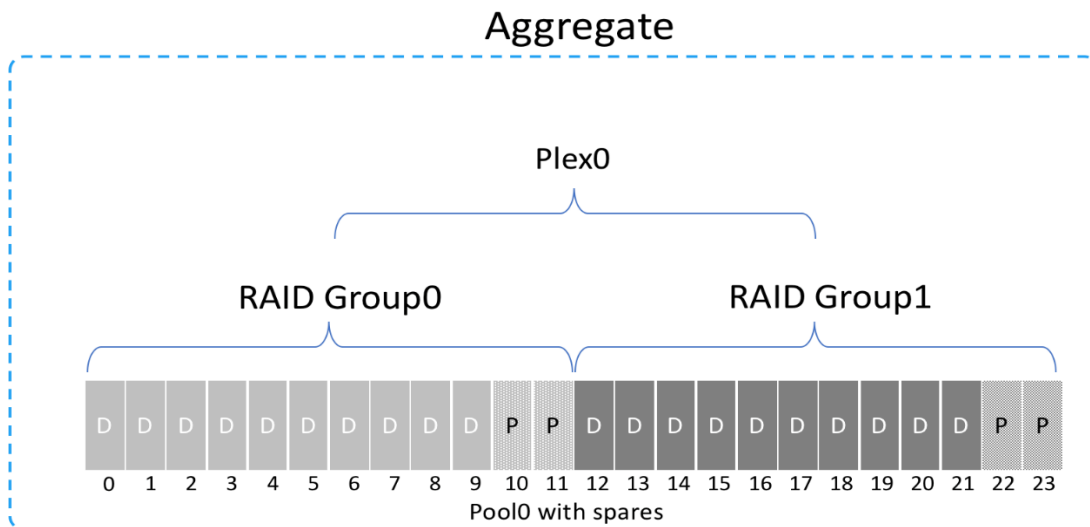 Aggregate
Plex0
RAID Group0 RAID Group1
D D D D D D D D D D P P D D D D D D D D D D P P
0 1 2 3 4 5 6 7 8 9 10 11 12 13 14 15 16 17 18 19 20 21 22 23
Pool0 with spares